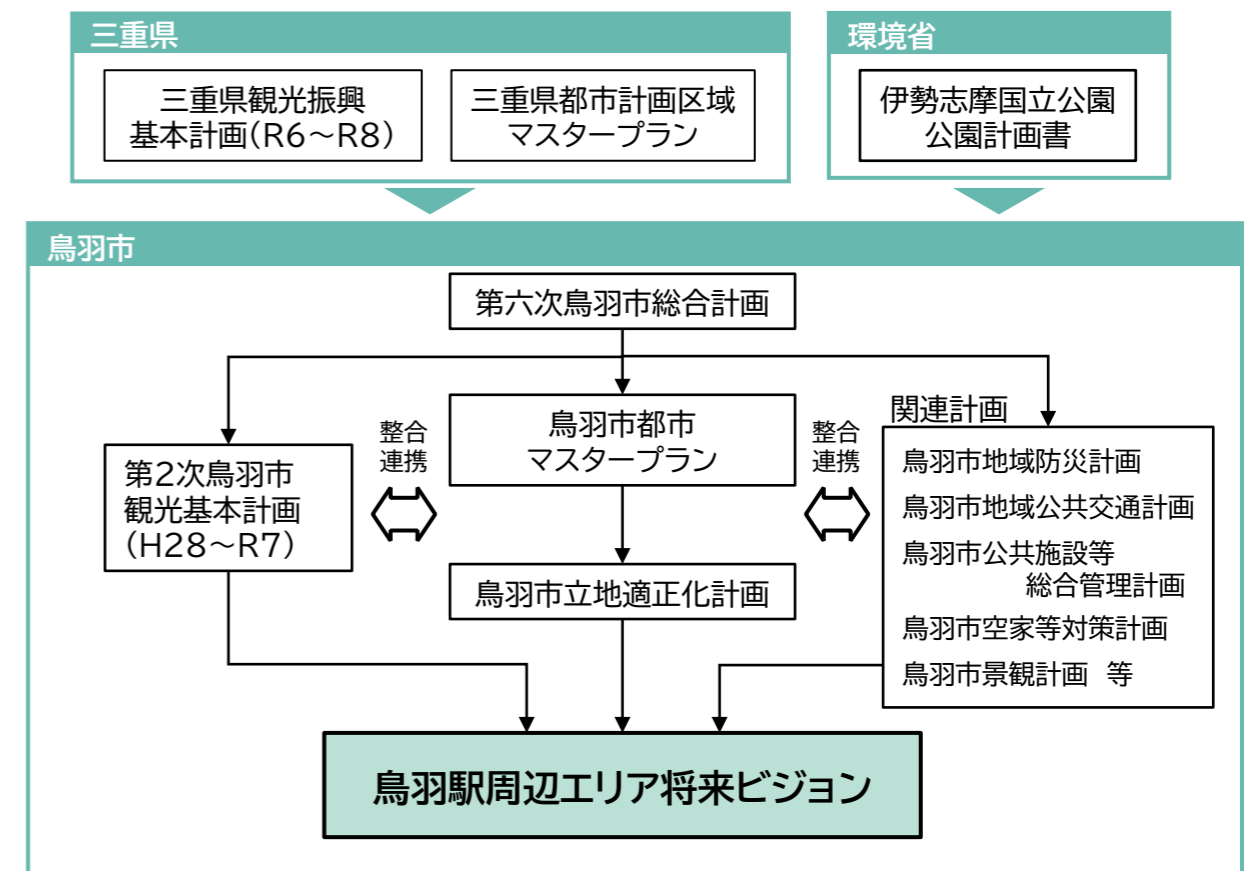 三重県
三重県観光振興
基本計画(R6～R8)
三重県都市計画区域
マスタープラン
環境省
伊勢志摩国立公園
公園計画書
鳥羽市
第六次鳥羽市総合計画
第2次鳥羽市
観光基本計画
(H28～R7)
整合
連携
鳥羽市都市
マスタープラン
整合
連携
関連計画
鳥羽市地域防災計画
鳥羽市地域公共交通計画
鳥羽市公共施設等
総合管理計画
鳥羽市空家等対策計画
鳥羽市景観計画 等
鳥羽市立地適正化計画
鳥羽駅周辺エリア将来ビジョン